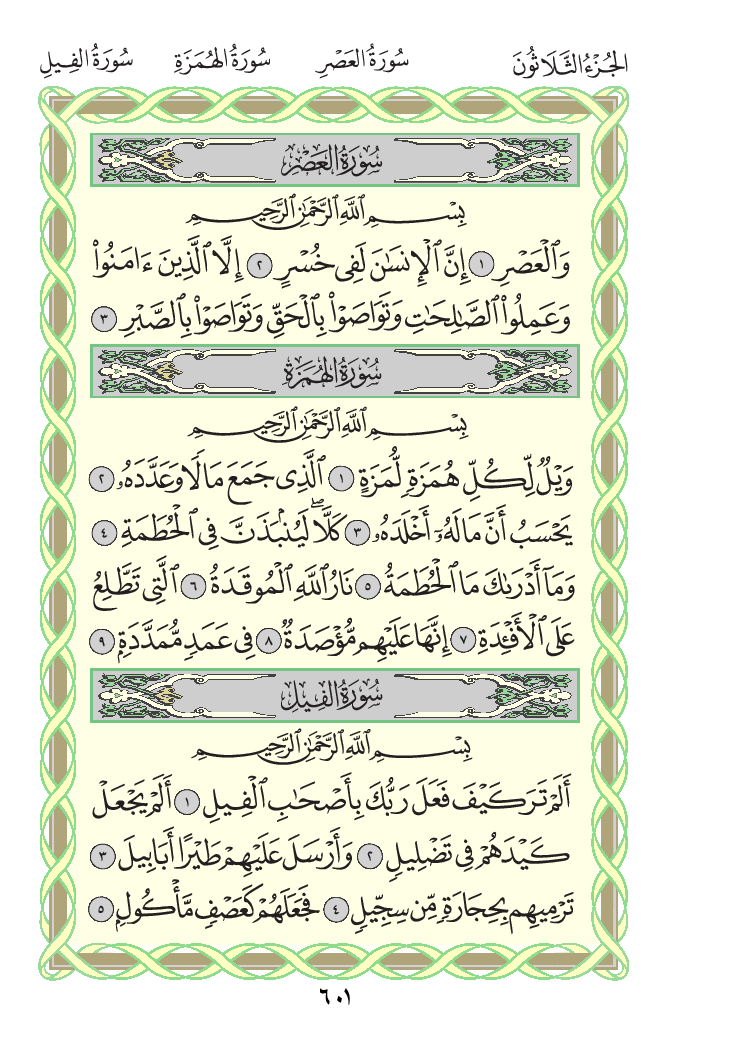 الجُزْءُ الثَّلَاثُونَ سُورَةُ العَصْرِ سُورَةُ الهُمَزَةِ سُورَةُ الفِيلِ
سُورَةُ العَصْرِ
بِسْمِ ٱللَّهِ ٱلرَّحْمَٰنِ ٱلرَّحِيمِ
وَٱلْعَصْرِ ١ إِنَّ ٱلْإِنسَٰنَ لَفِى خُسْرٍ ٢ إِلَّا ٱلَّذِينَ ءَامَنُوا۟
وَعَمِلُوا۟ ٱلصَّٰلِحَٰتِ وَتَوَاصَوْا۟ بِٱلْحَقِّ وَتَوَاصَوْا۟ بِٱلصَّبْرِ ٣
سُورَةُ الهُمَزَةِ
بِسْمِ ٱللَّهِ ٱلرَّحْمَٰنِ ٱلرَّحِيمِ
وَيْلٌ لِّكُلِّ هُمَزَةٍ لُّمَزَةٍ ١ ٱلَّذِى جَمَعَ مَالًا وَعَدَّدَهُۥ ٢
يَحْسَبُ أَنَّ مَالَهُۥٓ أَخْلَدَهُۥ ٣ كَلَّا ۖ لَيُنۢبَذَنَّ فِى ٱلْحُطَمَةِ ٤
وَمَآ أَدْرَىٰكَ مَا ٱلْحُطَمَةُ ٥ نَارُ ٱللَّهِ ٱلْمُوقَدَةُ ٦ ٱلَّتِى تَطَّلِعُ
عَلَى ٱلْأَفْـِٔدَةِ ٧ إِنَّهَا عَلَيْهِم مُّؤْصَدَةٌ ٨ فِى عَمَدٍ مُّمَدَّدَةٍۭ ٩
سُورَةُ الفِيلِ
بِسْمِ ٱللَّهِ ٱلرَّحْمَٰنِ ٱلرَّحِيمِ
أَلَمْ تَرَ كَيْفَ فَعَلَ رَبُّكَ بِأَصْحَٰبِ ٱلْفِيلِ ١ أَلَمْ يَجْعَلْ
كَيْدَهُمْ فِى تَضْلِيلٍ ٢ وَأَرْسَلَ عَلَيْهِمْ طَيْرًا أَبَابِيلَ ٣
تَرْمِيهِم بِحِجَارَةٍ مِّن سِجِّيلٍ ٤ فَجَعَلَهُمْ كَعَصْفٍ مَّأْكُولٍۭ ٥
٦٠١